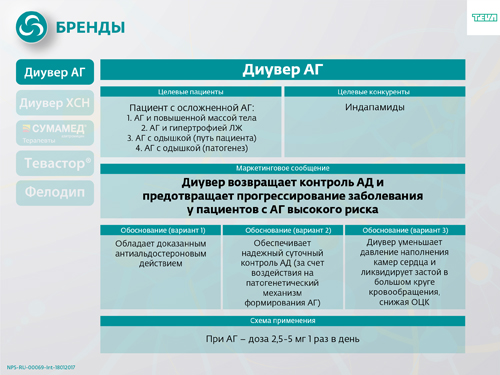 БРЕНДЫ
TEVA
Диувер АГ
Диувер ХСН
СУМАМЕД
Тевастор®
Фелодип
Диувер АГ
Целевые пациенты
Целевые конкуренты
Пациент с осложненной АГ:
1. АГ и повышенной массой тела
2. АГ и гипертрофией ЛЖ
3. АГ с одышкой (путь пациента)
4. АГ с одышкой (патогенез)
Индапамиды
Маркетинговое сообщение
Диувер возвращает контроль АД и
предотвращает прогрессирование заболевания
у пациентов с АГ высокого риска
Обоснование (вариант 1)
Обладает доказанным
антиальдостероновым
действием
Обоснование (вариант 2)
Обеспечивает
надежный суточный
контроль АД (за счет
воздействия на
патогенетический
механизм
формирования АГ)
Обоснование (вариант 3)
Диувер уменьшает
давление наполнения
камер сердца и
ликвидирует застой в
большом круге
кровообращения,
снижая ОЦК
Схема применения
При АГ – доза 2,5-5 мг 1 раз в день
NPS-RU-00069-Int-18012017